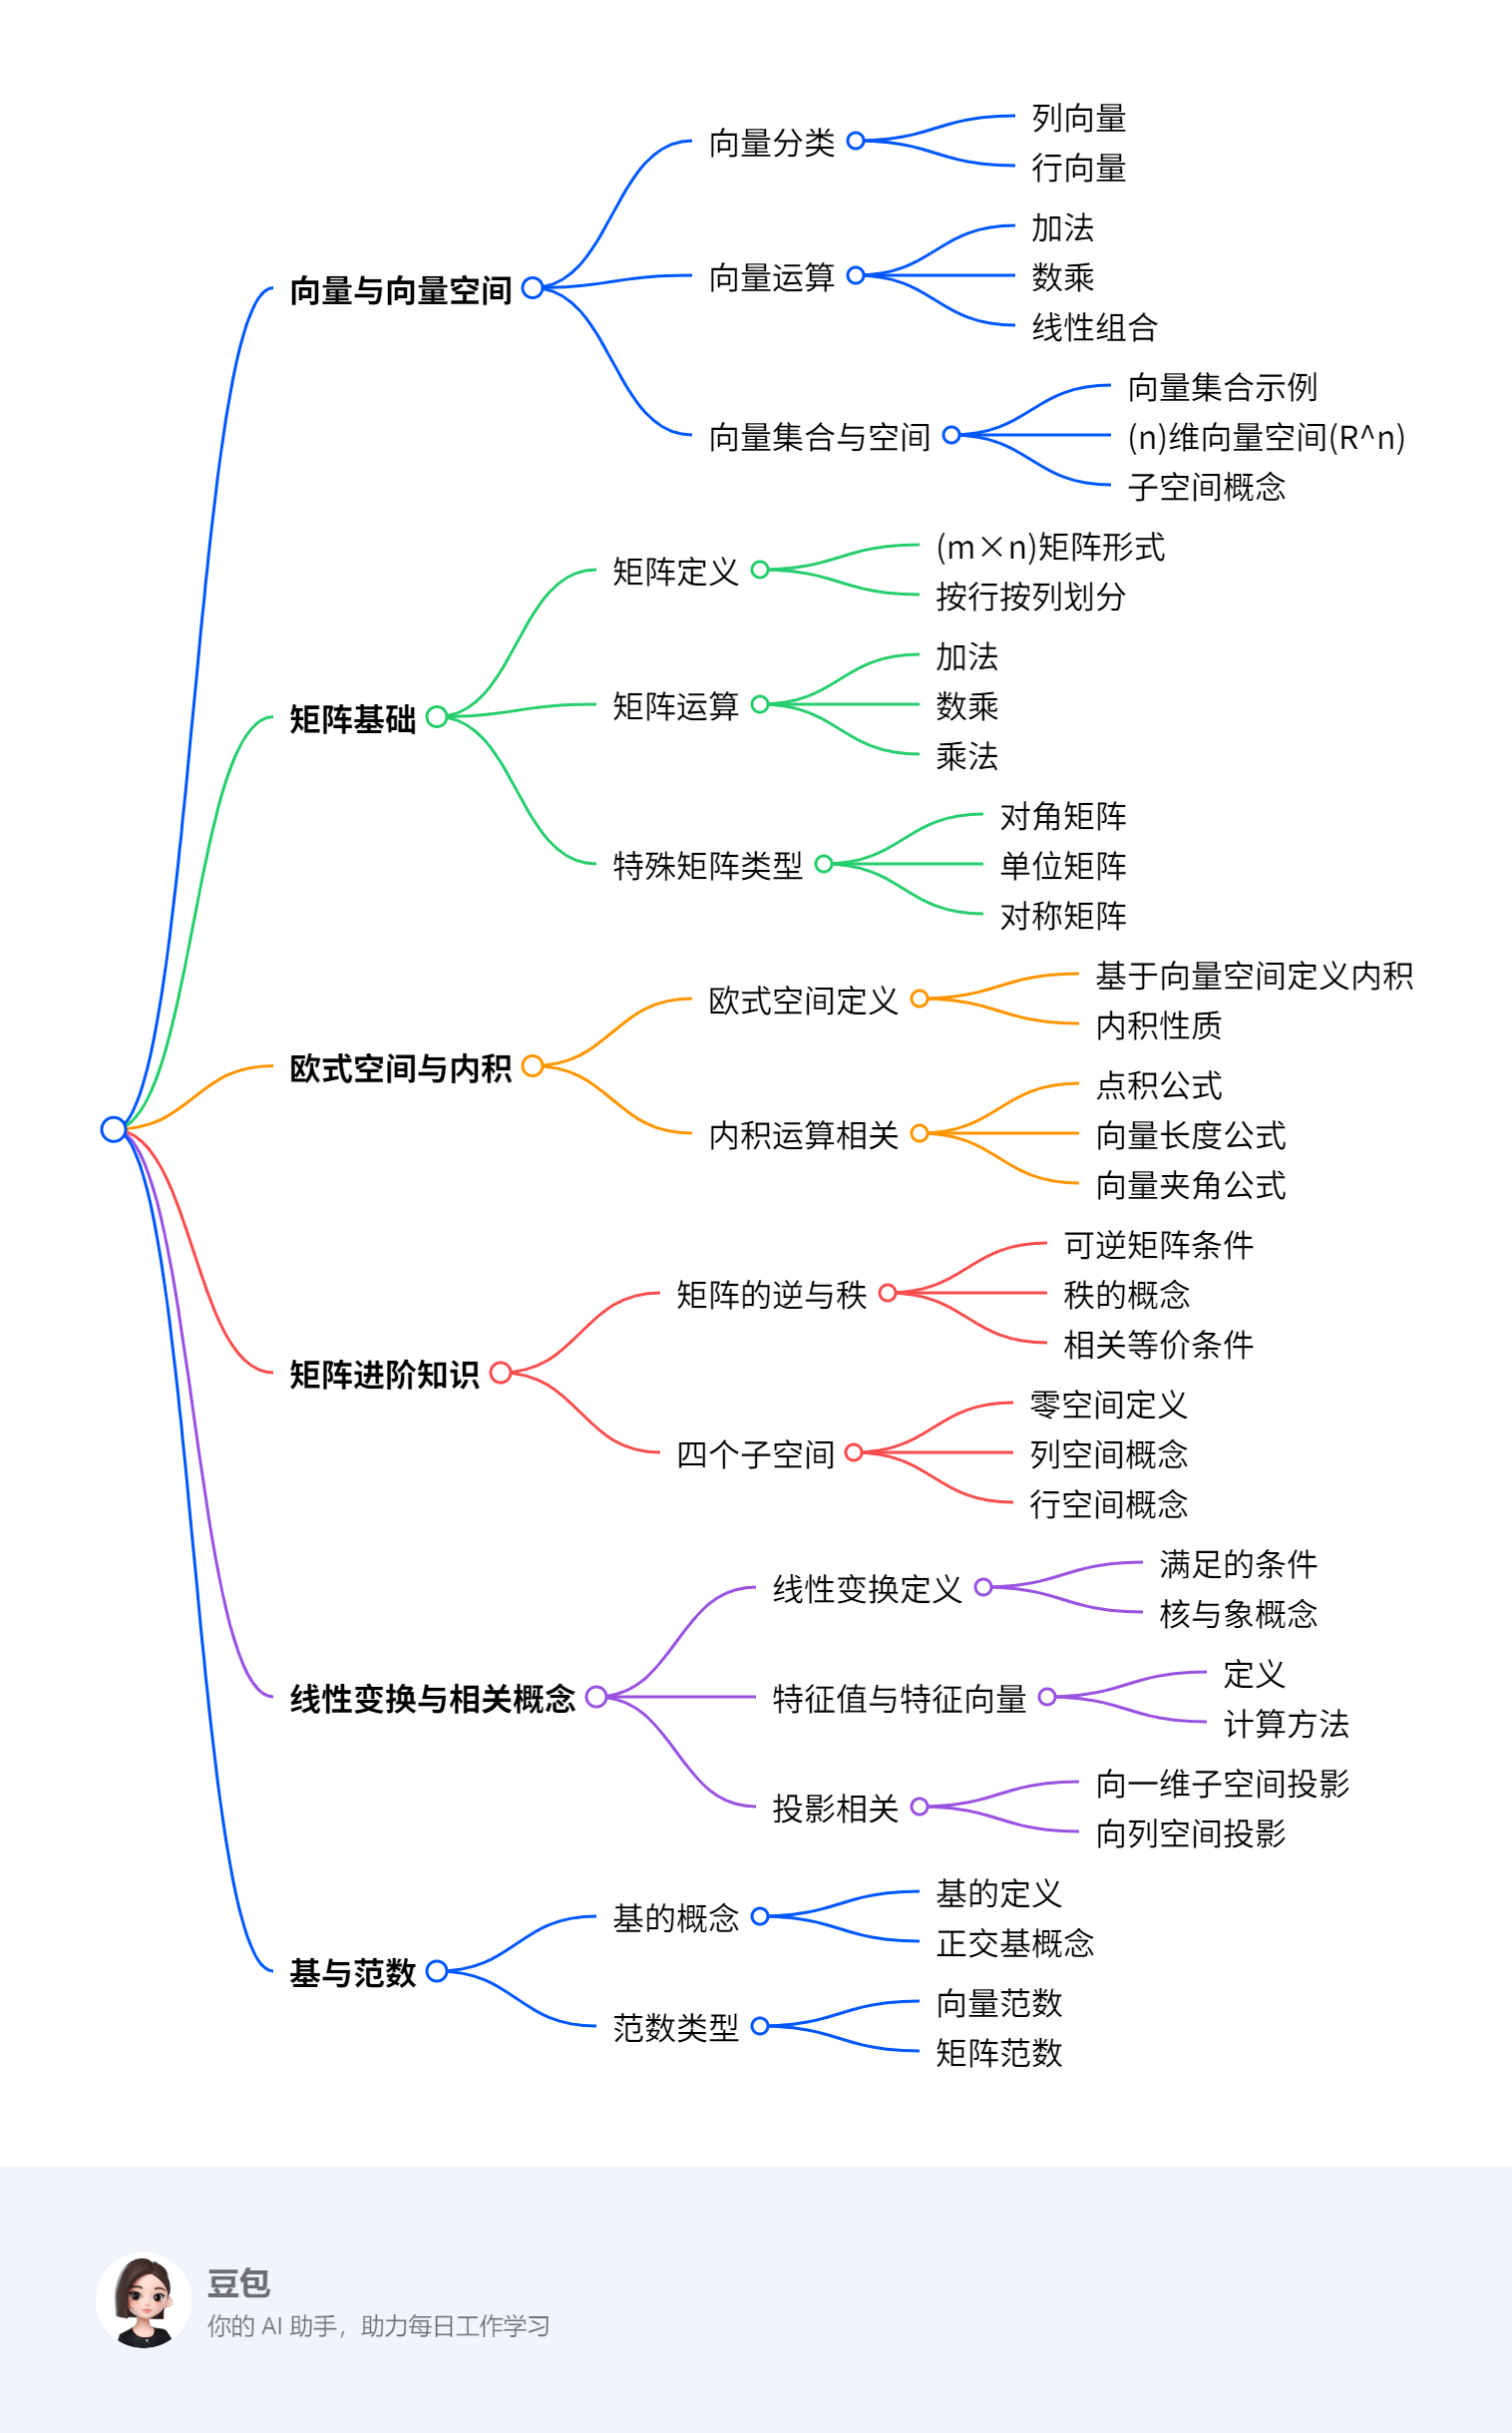 向量与向量空间
向量分类
列向量
行向量
向量运算
加法
数乘
线性组合
向量集合与空间
向量集合示例
(n)维向量空间(R^n)
子空间概念
矩阵基础
矩阵定义
(m×n)矩阵形式
按行按列划分
矩阵运算
加法
数乘
乘法
特殊矩阵类型
对角矩阵
单位矩阵
对称矩阵
欧式空间与内积
欧式空间定义
基于向量空间定义内积
内积性质
内积运算相关
点积公式
向量长度公式
向量夹角公式
矩阵进阶知识
矩阵的逆与秩
可逆矩阵条件
秩的概念
相关等价条件
四个子空间
零空间定义
列空间概念
行空间概念
线性变换与相关概念
线性变换定义
满足的条件
核与象概念
特征值与特征向量
定义
计算方法
投影相关
向一维子空间投影
向列空间投影
基与范数
基的概念
基的定义
正交基概念
范数类型
向量范数
矩阵范数
豆包
你的 AI 助手，助力每日工作学习